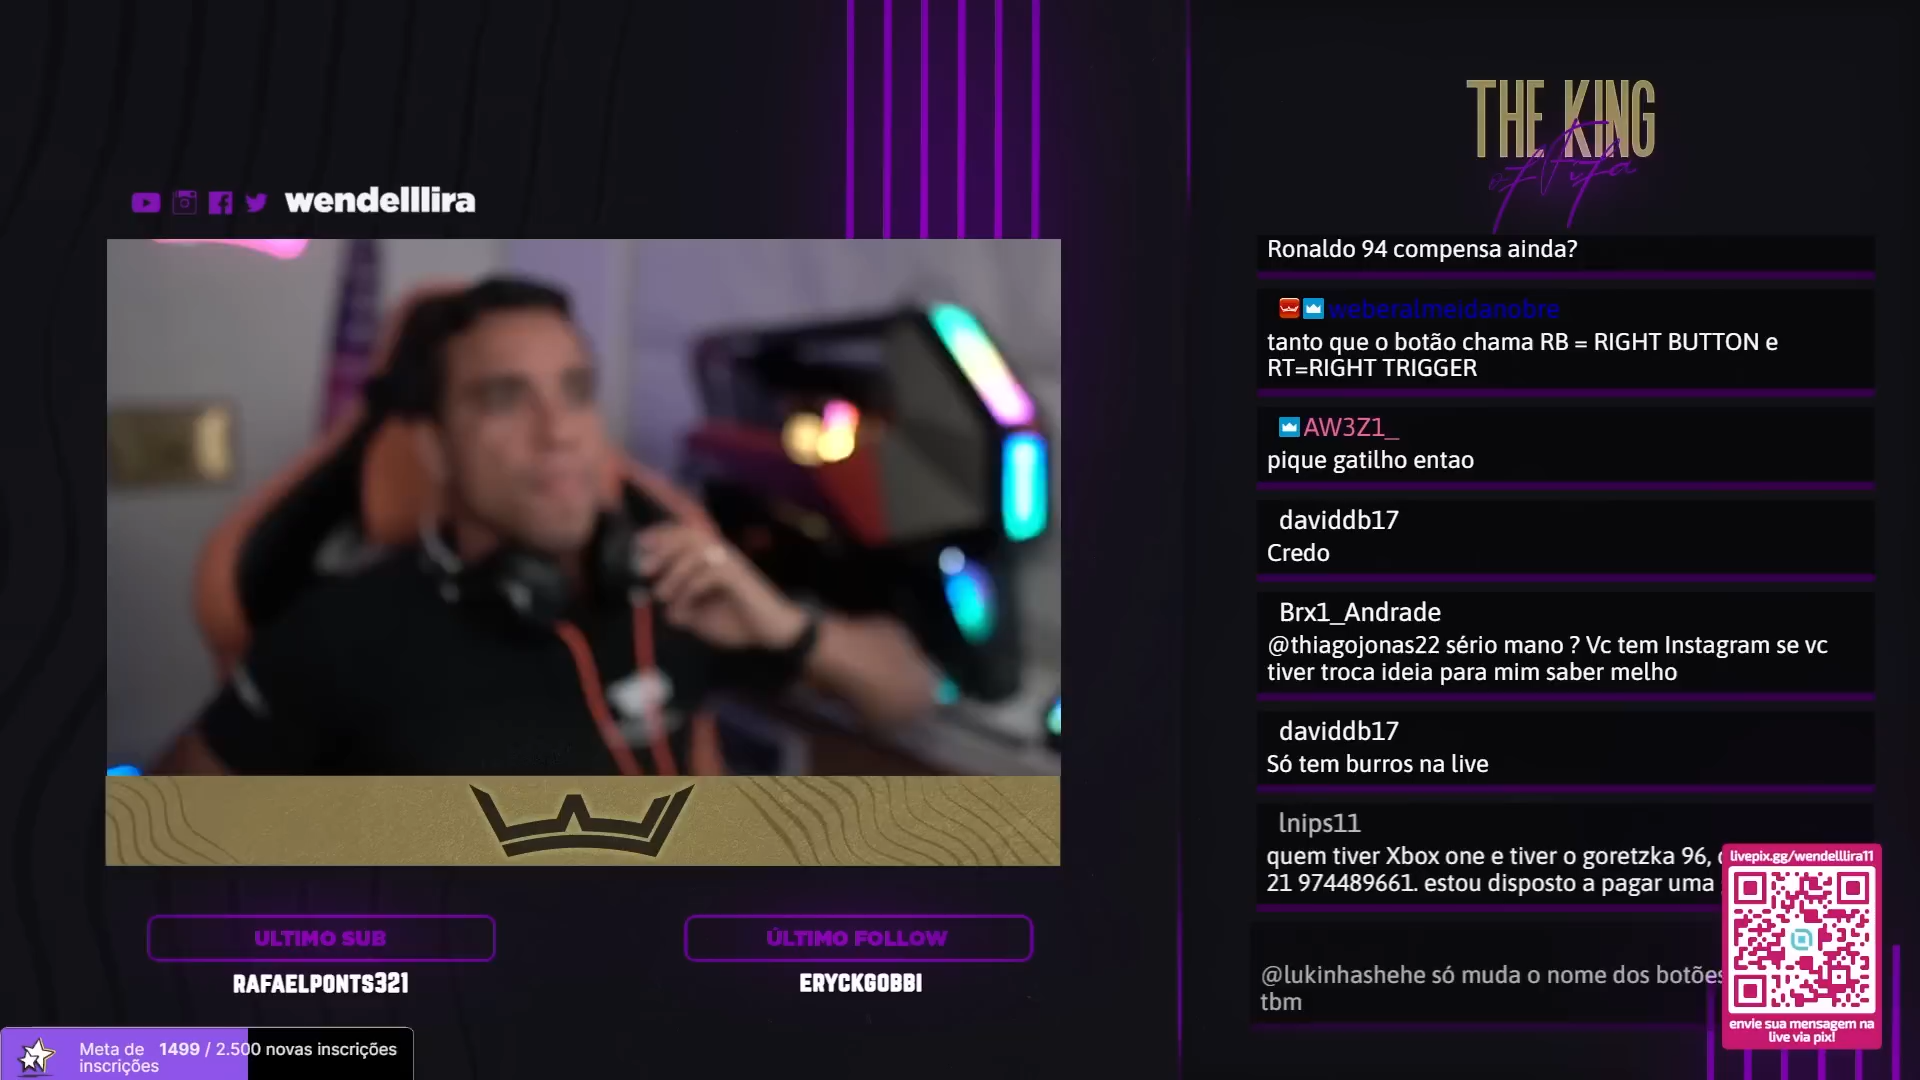 wendelllira
THE KING
of Fifa
Ronaldo 94 compensa ainda?
weberalmeidanobre
tanto que o botão chama RB = RIGHT BUTTON e
RT=RIGHT TRIGGER
AW3Z1_
pique gatilho entao
daviddb17
Credo
Brx1_Andrade
@thiagojonas22 sério mano ? Vc tem Instagram se vc
tiver troca ideia para mim saber melho
daviddb17
Só tem burros na live
lnips11
quem tiver Xbox one e tiver o goretzka 96,
21 974489661. estou disposto a pagar uma
@lukinhashehe só muda o nome dos botões
tbm
livepix.gg/wendelllira11
envie sua mensagem na
live via pix!
ULTIMO SUB
RAFAELPONTS321
ÚLTIMO FOLLOW
ERYCKGOBBI
Meta de
inscrições
1499 / 2.500 novas inscrições